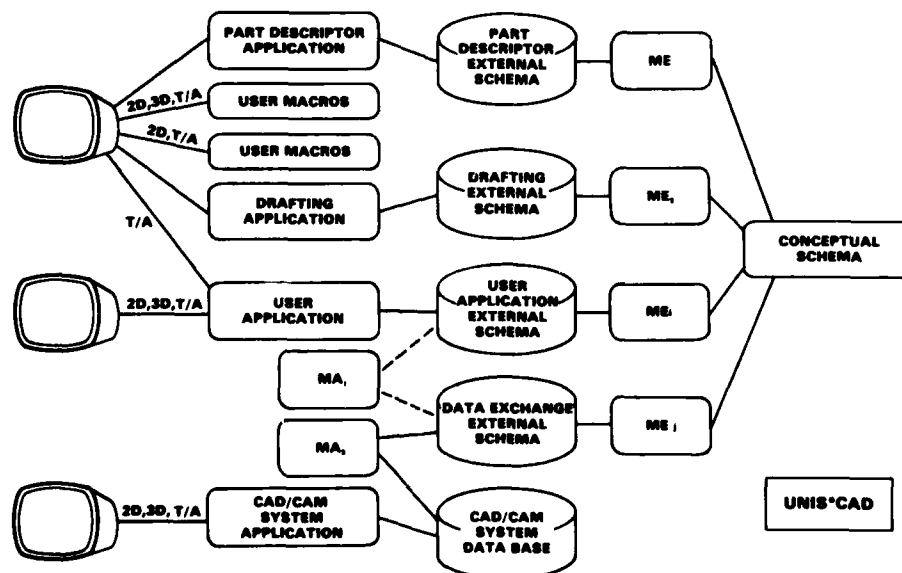 PART DESCRIPTOR
APPLICATION
PART
DESCRIPTOR
EXTERNAL
SCHEMA
ME
2D,3D,T/A
USER MACROS
2D,T/A
USER MACROS
DRAFTING
APPLICATION
DRAFTING
EXTERNAL
SCHEMA
ME
T/A
CONCEPTUAL
SCHEMA
2D,3D,T/A
USER
APPLICATION
USER
APPLICATION
EXTERNAL
SCHEMA
MEi
MA₁
DATA EXCHANGE
EXTERNAL
SCHEMA
ME j
MA
2D,3D, T/A
CAD/CAM
SYSTEM
APPLICATION
CAD/CAM
SYSTEM
DATA BASE
UNIS*CAD